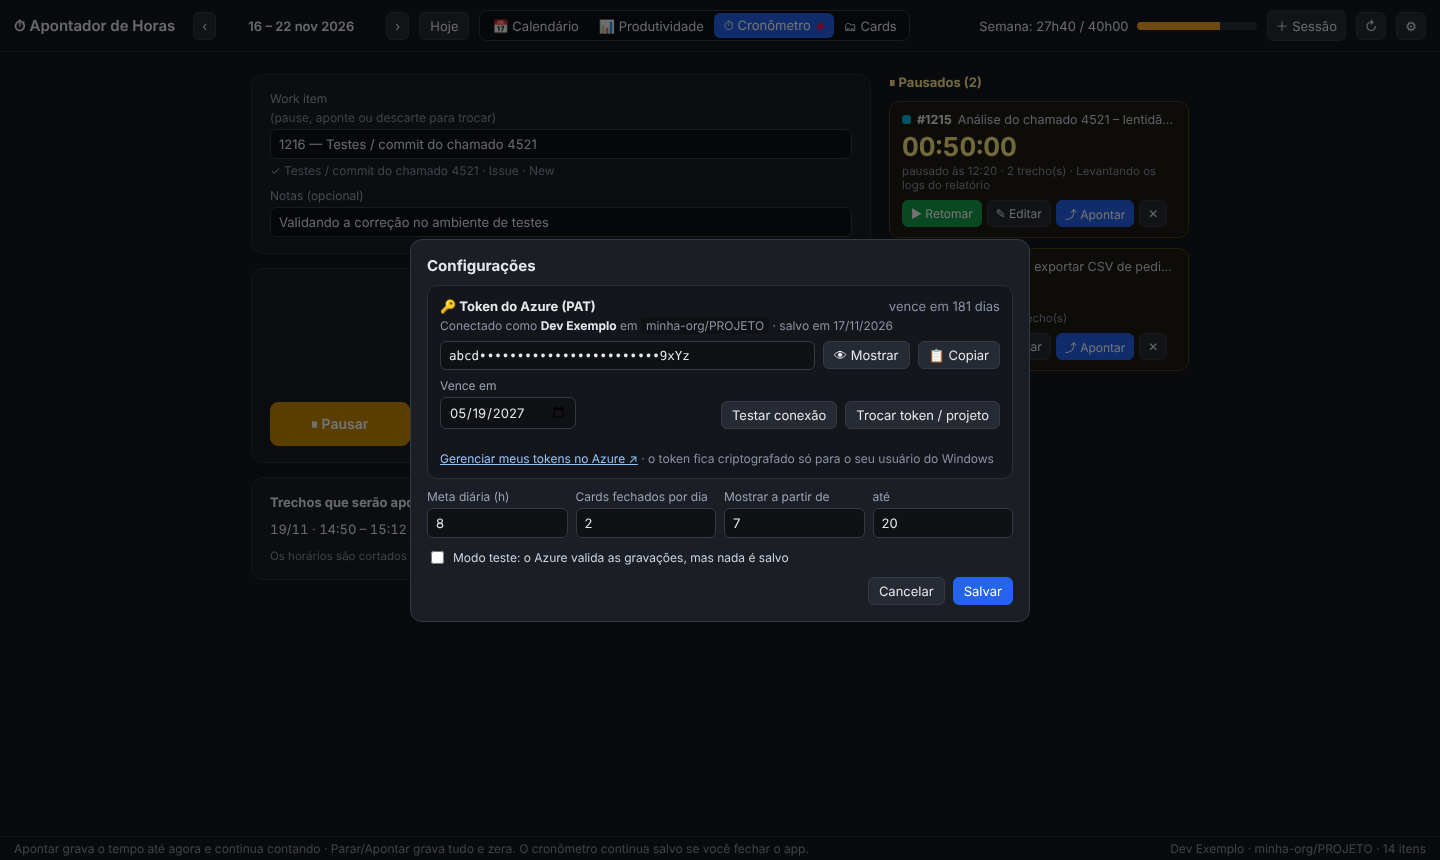 ⏱ Apontador de Horas ‹ 16 – 22 nov 2026 › Hoje 📅 Calendário 📊 Produtividade ⏱ Cronômetro 🗂 Cards Semana: 27h40 / 40h00 + Sessão ↻ ⚙
Work item
(pause, aponte ou descarte para trocar)
1216 — Testes / commit do chamado 4521
✓ Testes / commit do chamado 4521 · Issue · New
Notas (opcional)
Validando a correção no ambiente de testes
⏸ Pausar
Trechos que serão apo
19/11 · 14:50 – 15:12
Os horários são cortados
⏸ Pausados (2)
#1215 Análise do chamado 4521 – lentidã...
00:50:00
pausado às 12:20 · 2 trecho(s) · Levantando os
logs do relatório
▶ Retomar ✎ Editar ⤴ Apontar ✕
exportar CSV de pedi...
echo(s)
ar ⤴ Apontar ✕
Configurações
🔑 Token do Azure (PAT) vence em 181 dias
Conectado como Dev Exemplo em minha-org/PROJETO · salvo em 17/11/2026
abcd••••••••••••••••••••••••9xYz 👁 Mostrar 📋 Copiar
Vence em
05/19/2027 Testar conexão Trocar token / projeto
Gerenciar meus tokens no Azure ↗ · o token fica criptografado só para o seu usuário do Windows
Meta diária (h) Cards fechados por dia Mostrar a partir de até
8 2 7 20
Modo teste: o Azure valida as gravações, mas nada é salvo
Cancelar Salvar
Apontar grava o tempo até agora e continua contando · Parar/Apontar grava tudo e zera. O cronômetro continua salvo se você fechar o app. Dev Exemplo · minha-org/PROJETO · 14 itens